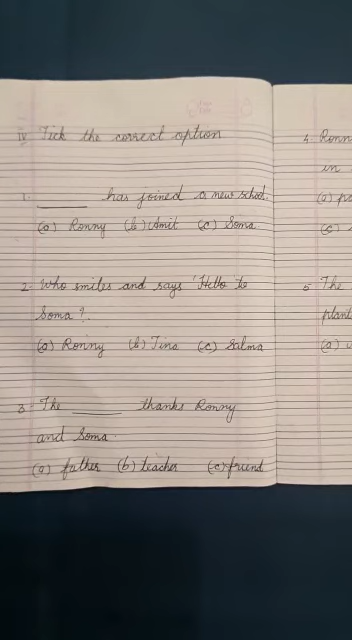 iv Tick the correct option
1. ____ has joined a new school.
(a) Ronny (b) Amit (c) Soma
2. Who smiles and says 'Hello to
Soma?
(a) Ronny (b) Tina (c) Salma
3. The ____ thanks Ronny
and Soma.
(a) father (b) teacher (c) friend
4. Ronn
in
(a)
(c)
5. The
plant
(a)